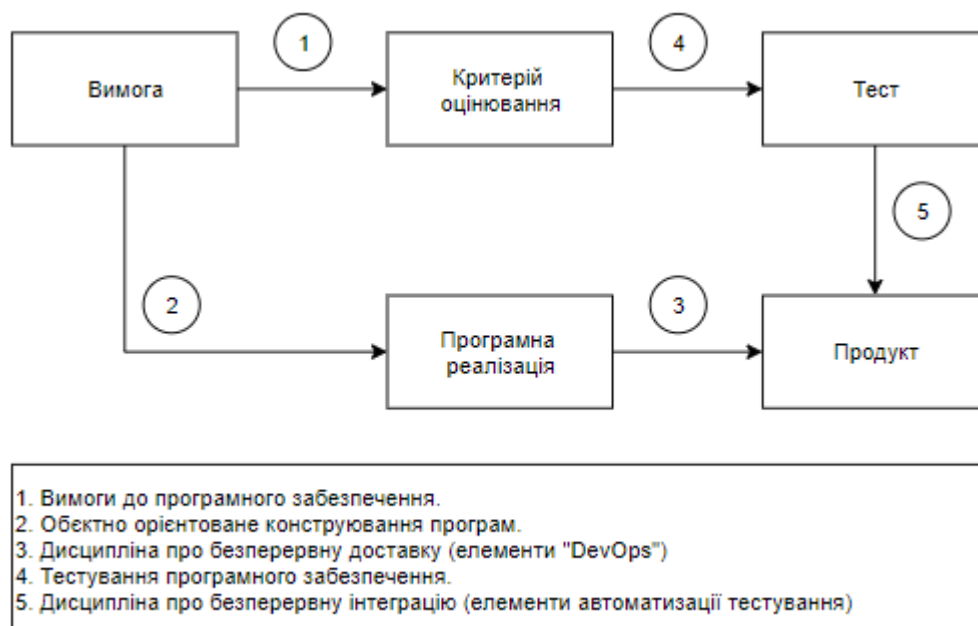 1
4
Вимога
Критерій
оцінювання
Тест
5
2
3
Програмна
реалізація
Продукт
1. Вимоги до програмного забезпечення.
2. Обєктно орієнтоване конструювання програм.
3. Дисципліна про безперервну доставку (елементи "DevOps")
4. Тестування програмного забезпечення.
5. Дисципліна про безперервну інтеграцію (елементи автоматизації тестування)